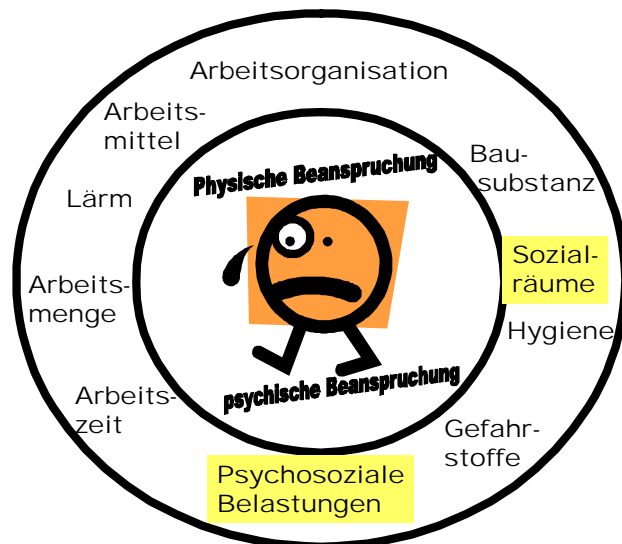 Arbeitsorganisation
Arbeits-
mittel
Bau-
substanz
Physische Beanspruchung
Lärm
Sozial-
räume
Arbeits-
menge
Hygiene
psychische Beanspruchung
Arbeits-
zeit
Gefahr-
stoffe
Psychosoziale
Belastungen